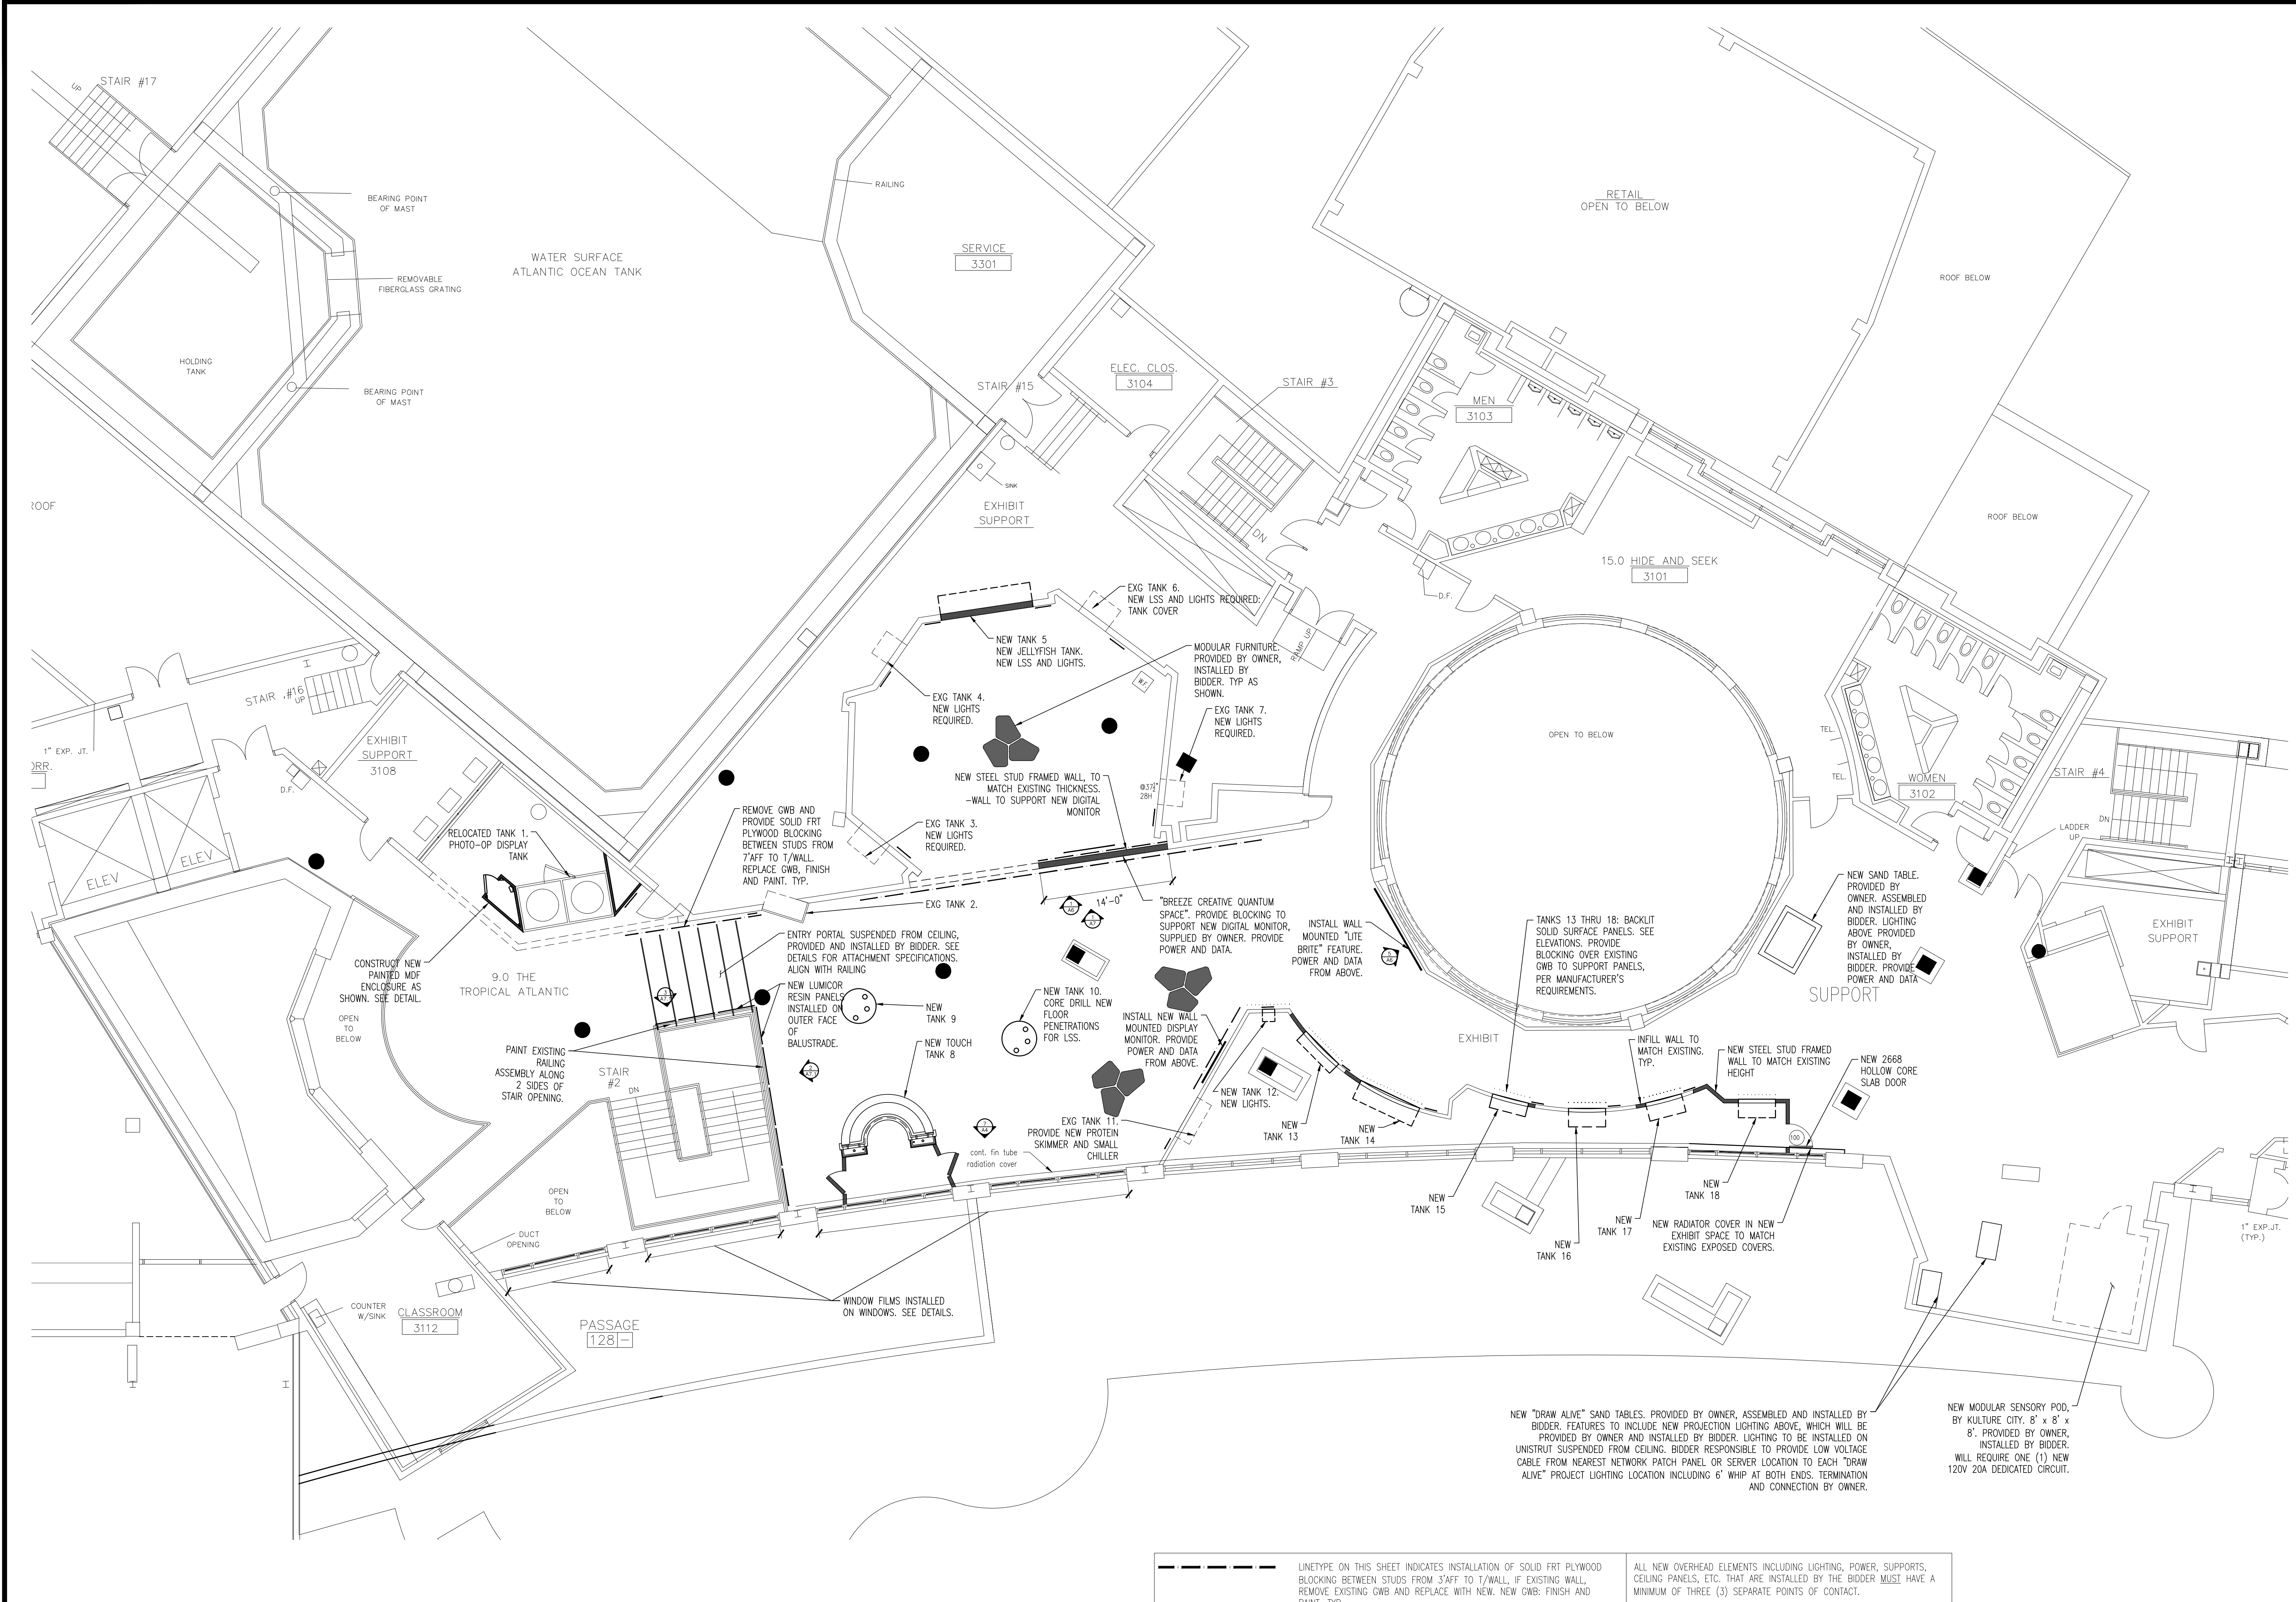 STAIR #17
UP
BEARING POINT
OF MAST
RAILING
RETAIL
OPEN TO BELOW
WATER SURFACE
ATLANTIC OCEAN TANK
SERVICE
3301
REMOVABLE
FIBERGLASS GRATING
ROOF BELOW
HOLDING
TANK
BEARING POINT
OF MAST
STAIR #15
ELEC. CLOS.
3104
STAIR #3
MEN
3103
SINK
EXHIBIT
SUPPORT
ROOF BELOW
DN
15.0 HIDE AND SEEK
3101
D.F.
EXG TANK 6.
NEW LSS AND LIGHTS REQUIRED:
TANK COVER
NEW TANK 5
NEW JELLYFISH TANK.
NEW LSS AND LIGHTS.
MODULAR FURNITURE.
PROVIDED BY OWNER,
INSTALLED BY
BIDDER. TYP AS
SHOWN.
RAMP UP
W.F.
EXG TANK 4.
NEW LIGHTS
REQUIRED.
EXG TANK 7.
NEW LIGHTS
REQUIRED.
STAIR #16
UP
1" EXP. JT.
EXHIBIT
SUPPORT
3108
D.F.
OPEN TO BELOW
TEL.
TEL.
WOMEN
3102
STAIR #4
DN
LADDER
UP
NEW STEEL STUD FRAMED WALL, TO
MATCH EXISTING THICKNESS.
-WALL TO SUPPORT NEW DIGITAL
MONITOR
28H
REMOVE GWB AND
PROVIDE SOLID FRT
PLYWOOD BLOCKING
BETWEEN STUDS FROM
7'AFF TO T/WALL.
REPLACE GWB, FINISH
AND PAINT. TYP.
EXG TANK 3.
NEW LIGHTS
REQUIRED.
RELOCATED TANK 1.
PHOTO-OP DISPLAY
TANK
ELEV
ELEV
EXG TANK 2.
14'-0"
"BREEZE CREATIVE QUANTUM
SPACE". PROVIDE BLOCKING TO
SUPPORT NEW DIGITAL MONITOR,
SUPPLIED BY OWNER. PROVIDE
POWER AND DATA.
INSTALL WALL
MOUNTED "LITE
BRITE" FEATURE.
POWER AND DATA
FROM ABOVE.
TANKS 13 THRU 18: BACKLIT
SOLID SURFACE PANELS. SEE
ELEVATIONS. PROVIDE
BLOCKING OVER EXISTING
GWB TO SUPPORT PANELS,
PER MANUFACTURER'S
REQUIREMENTS.
NEW SAND TABLE.
PROVIDED BY
OWNER. ASSEMBLED
AND INSTALLED BY
BIDDER. LIGHTING
ABOVE PROVIDED
BY OWNER,
INSTALLED BY
BIDDER. PROVIDE
POWER AND DATA
EXHIBIT
SUPPORT
SUPPORT
ENTRY PORTAL SUSPENDED FROM CEILING,
PROVIDED AND INSTALLED BY BIDDER. SEE
DETAILS FOR ATTACHMENT SPECIFICATIONS.
ALIGN WITH RAILING
CONSTRUCT NEW
PAINTED MDF
ENCLOSURE AS
SHOWN. SEE DETAIL.
9.0 THE
TROPICAL ATLANTIC
NEW LUMICOR
RESIN PANELS
INSTALLED ON
OUTER FACE
OF
BALUSTRADE.
NEW
TANK 9
NEW TANK 10.
CORE DRILL NEW
FLOOR
PENETRATIONS
FOR LSS.
INSTALL NEW WALL
MOUNTED DISPLAY
MONITOR. PROVIDE
POWER AND DATA
FROM ABOVE.
OPEN
TO
BELOW
NEW TOUCH
TANK 8
EXHIBIT
INFILL WALL TO
MATCH EXISTING.
TYP.
NEW STEEL STUD FRAMED
WALL TO MATCH EXISTING
HEIGHT
NEW 2668
HOLLOW CORE
SLAB DOOR
PAINT EXISTING
RAILING
ASSEMBLY ALONG
2 SIDES OF
STAIR OPENING.
STAIR
#2
DN
NEW TANK 12.
NEW LIGHTS.
EXG TANK 11.
PROVIDE NEW PROTEIN
SKIMMER AND SMALL
CHILLER
cont. fin tube
radiation cover
NEW
TANK 13
NEW
TANK 14
100
OPEN
TO
BELOW
NEW
TANK 15
NEW
TANK 18
NEW
TANK 17
NEW
TANK 16
NEW RADIATOR COVER IN NEW
EXHIBIT SPACE TO MATCH
EXISTING EXPOSED COVERS.
1" EXP.JT.
(TYP.)
DUCT
OPENING
WINDOW FILMS INSTALLED
ON WINDOWS. SEE DETAILS.
COUNTER
W/SINK
CLASSROOM
3112
PASSAGE
128 -
NEW "DRAW ALIVE" SAND TABLES. PROVIDED BY OWNER, ASSEMBLED AND INSTALLED BY
BIDDER. FEATURES TO INCLUDE NEW PROJECTION LIGHTING ABOVE, WHICH WILL BE
PROVIDED BY OWNER AND INSTALLED BY BIDDER. LIGHTING TO BE INSTALLED ON
UNISTRUT SUSPENDED FROM CEILING. BIDDER RESPONSIBLE TO PROVIDE LOW VOLTAGE
CABLE FROM NEAREST NETWORK PATCH PANEL OR SERVER LOCATION TO EACH "DRAW
ALIVE" PROJECT LIGHTING LOCATION INCLUDING 6' WHIP AT BOTH ENDS. TERMINATION
AND CONNECTION BY OWNER.
NEW MODULAR SENSORY POD,
BY KULTURE CITY. 8' x 8' x
8'. PROVIDED BY OWNER,
INSTALLED BY BIDDER.
WILL REQUIRE ONE (1) NEW
120V 20A DEDICATED CIRCUIT.
LINETYPE ON THIS SHEET INDICATES INSTALLATION OF SOLID FRT PLYWOOD
BLOCKING BETWEEN STUDS FROM 3'AFF TO T/WALL, IF EXISTING WALL,
REMOVE EXISTING GWB AND REPLACE WITH NEW. NEW GWB: FINISH AND
PAINT. TYP.
ALL NEW OVERHEAD ELEMENTS INCLUDING LIGHTING, POWER, SUPPORTS,
CEILING PANELS, ETC. THAT ARE INSTALLED BY THE BIDDER MUST HAVE A
MINIMUM OF THREE (3) SEPARATE POINTS OF CONTACT.